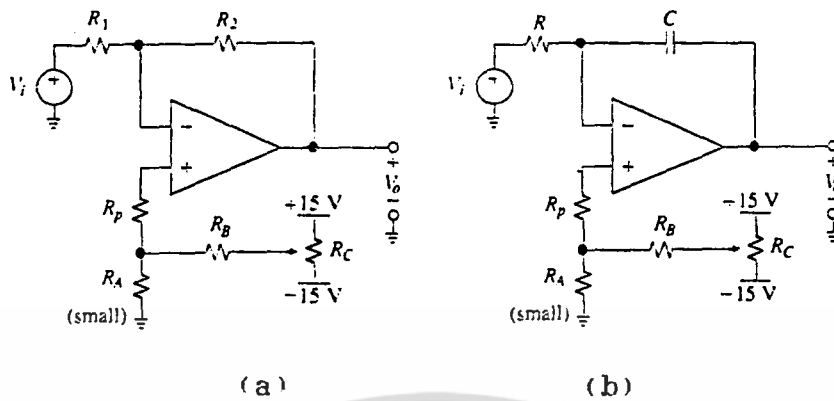 R1 R2
Vi + − +
+ Vo −
Rp +15 V
RB RC
RA −15 V
(small)
(a)
R C
Vi + − +
+ V −
Rp −15 V
RB RC
RA −15 V
(small)
(b)